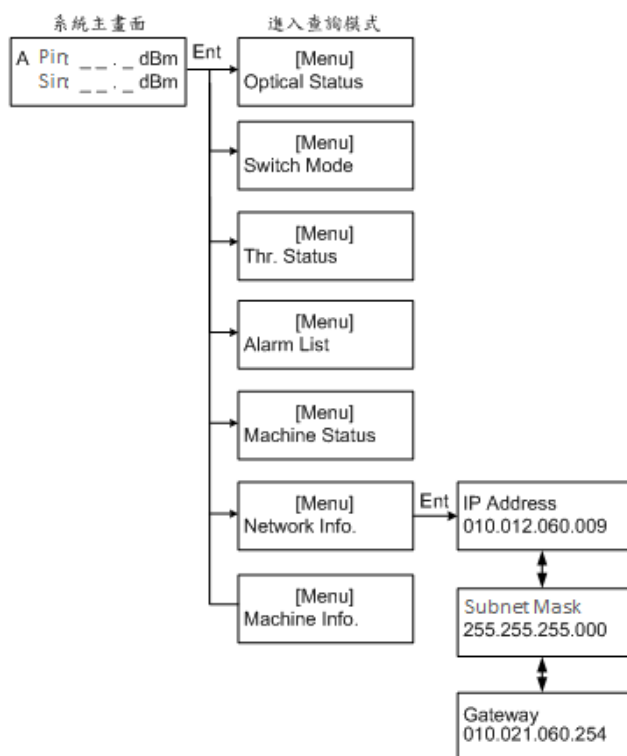 系統主畫面
進入查詢模式
A Pin: _ _ . _ dBm
Sin: _ _ . _ dBm
Ent
[Menu]
Optical Status
[Menu]
Switch Mode
[Menu]
Thr. Status
[Menu]
Alarm List
[Menu]
Machine Status
[Menu]
Network Info.
Ent
IP Address
010.012.060.009
[Menu]
Machine Info.
Subnet Mask
255.255.255.000
Gateway
010.021.060.254